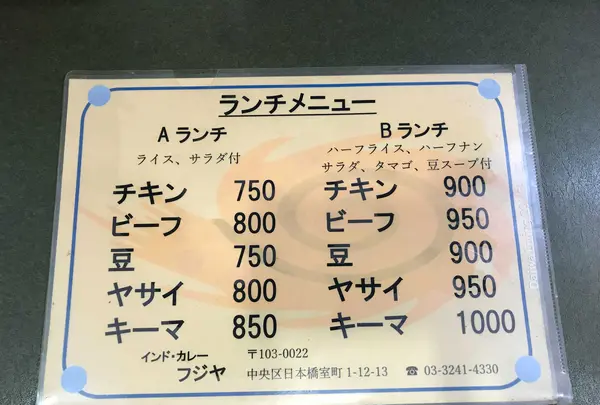 ランチメニュー
Aランチ
ライス、サラダ付
チキン 750
ビーフ 800
豆 750
ヤサイ 800
キーマ 850
Bランチ
ハーフライス、ハーフナン
サラダ、タマゴ、豆スープ付
チキン 900
ビーフ 950
豆 900
ヤサイ 950
キーマ 1000
インド・カレー
フジヤ
〒103-0022
中央区日本橋室町 1-12-13 ☎ 03-3241-4330